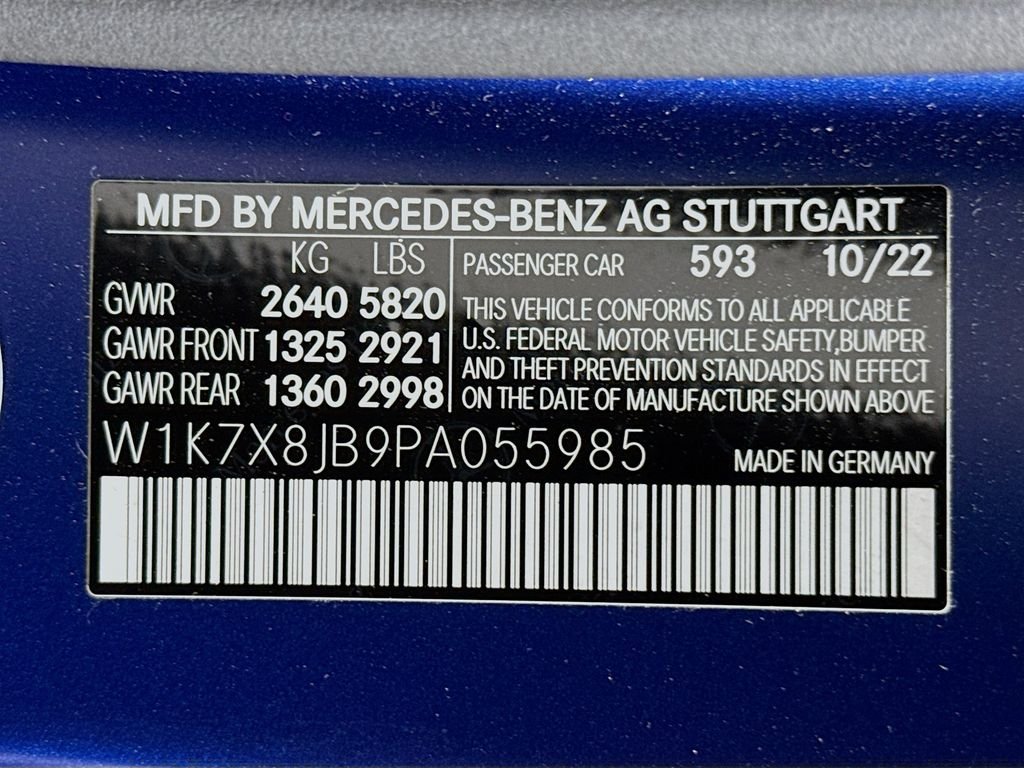 MFD BY MERCEDES-BENZ AG STUTTGART
KG LBS
GVWR 2640 5820
GAWR FRONT 1325 2921
GAWR REAR 1360 2998
PASSENGER CAR 593 10/22
THIS VEHICLE CONFORMS TO ALL APPLICABLE
U.S. FEDERAL MOTOR VEHICLE SAFETY,BUMPER
AND THEFT PREVENTION STANDARDS IN EFFECT
ON THE DATE OF MANUFACTURE SHOWN ABOVE
W1K7X8JB9PA055985
MADE IN GERMANY